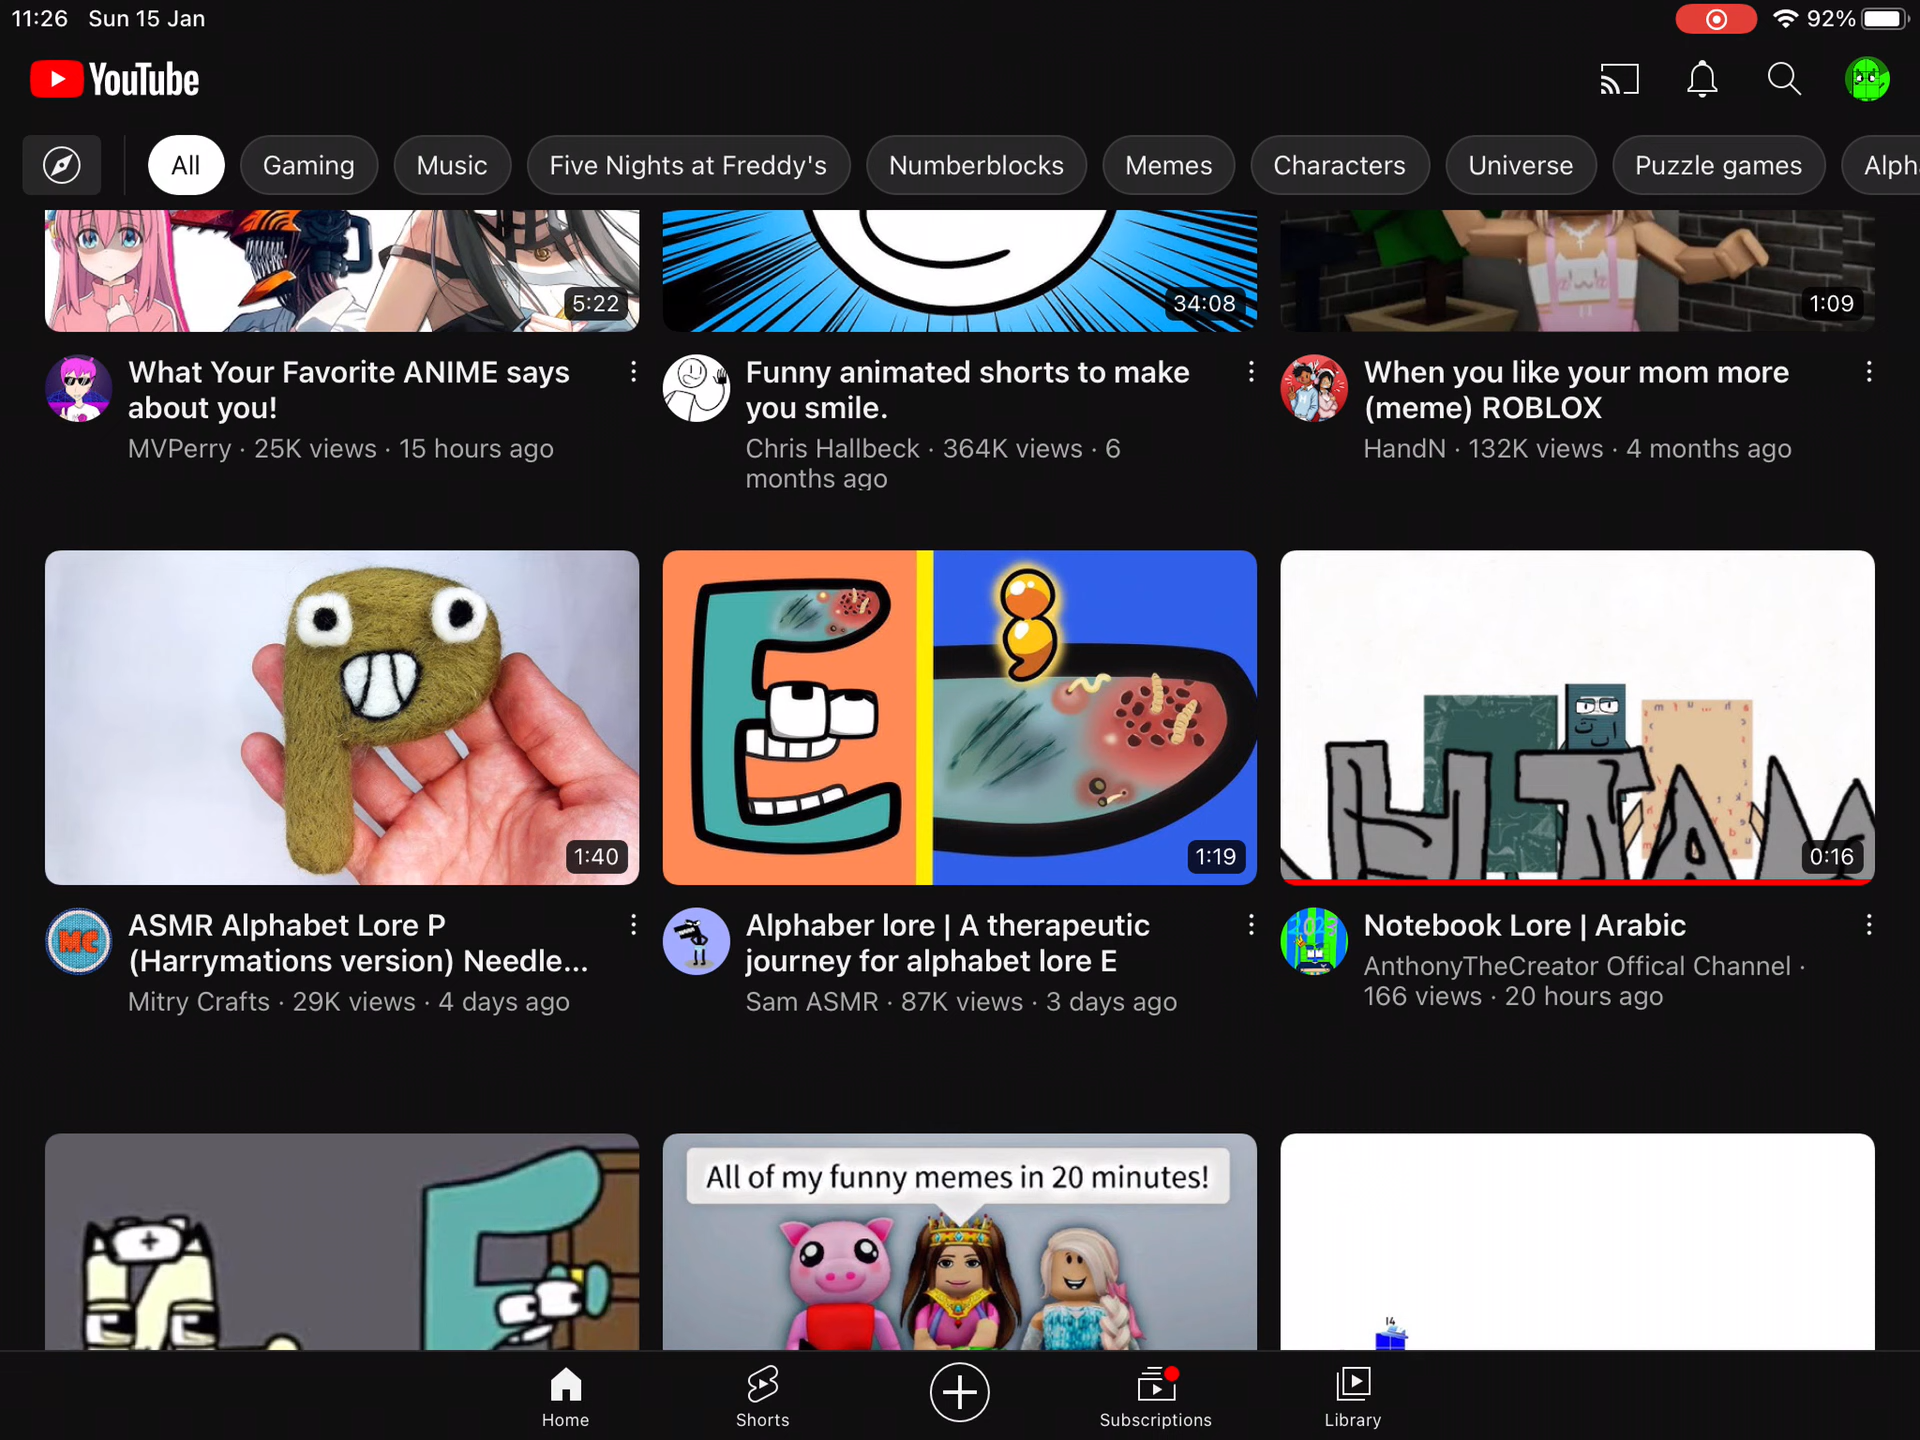 11:26 Sun 15 Jan
92%
YouTube
All
Gaming
Music
Five Nights at Freddy's
Numberblocks
Memes
Characters
Universe
Puzzle games
5:22
34:08
1:09
What Your Favorite ANIME says
about you!
MVPerry · 25K views · 15 hours ago
Funny animated shorts to make
you smile.
Chris Hallbeck · 364K views · 6
months ago
When you like your mom more
(meme) ROBLOX
HandN · 132K views · 4 months ago
1:40
1:19
0:16
MC
ASMR Alphabet Lore P
(Harrymations version) Needle...
Mitry Crafts · 29K views · 4 days ago
Alphaber lore | A therapeutic
journey for alphabet lore E
Sam ASMR · 87K views · 3 days ago
2023
Notebook Lore | Arabic
AnthonyTheCreator Offical Channel ·
166 views · 20 hours ago
All of my funny memes in 20 minutes!
14
Home
Shorts
Subscriptions
Library